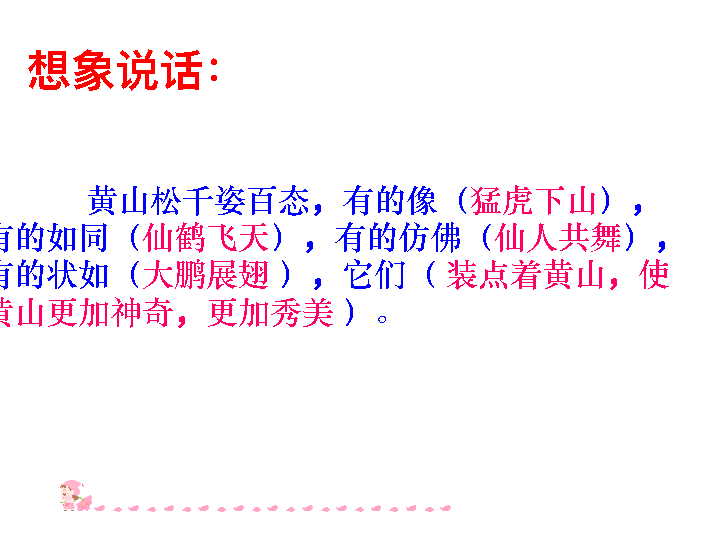 想象说话：
黄山松千姿百态，有的像（猛虎下山），
有的如同（仙鹤飞天），有的仿佛（仙人共舞），
有的状如（大鹏展翅 ），它们（ 装点着黄山，使
黄山更加神奇，更加秀美 ）。